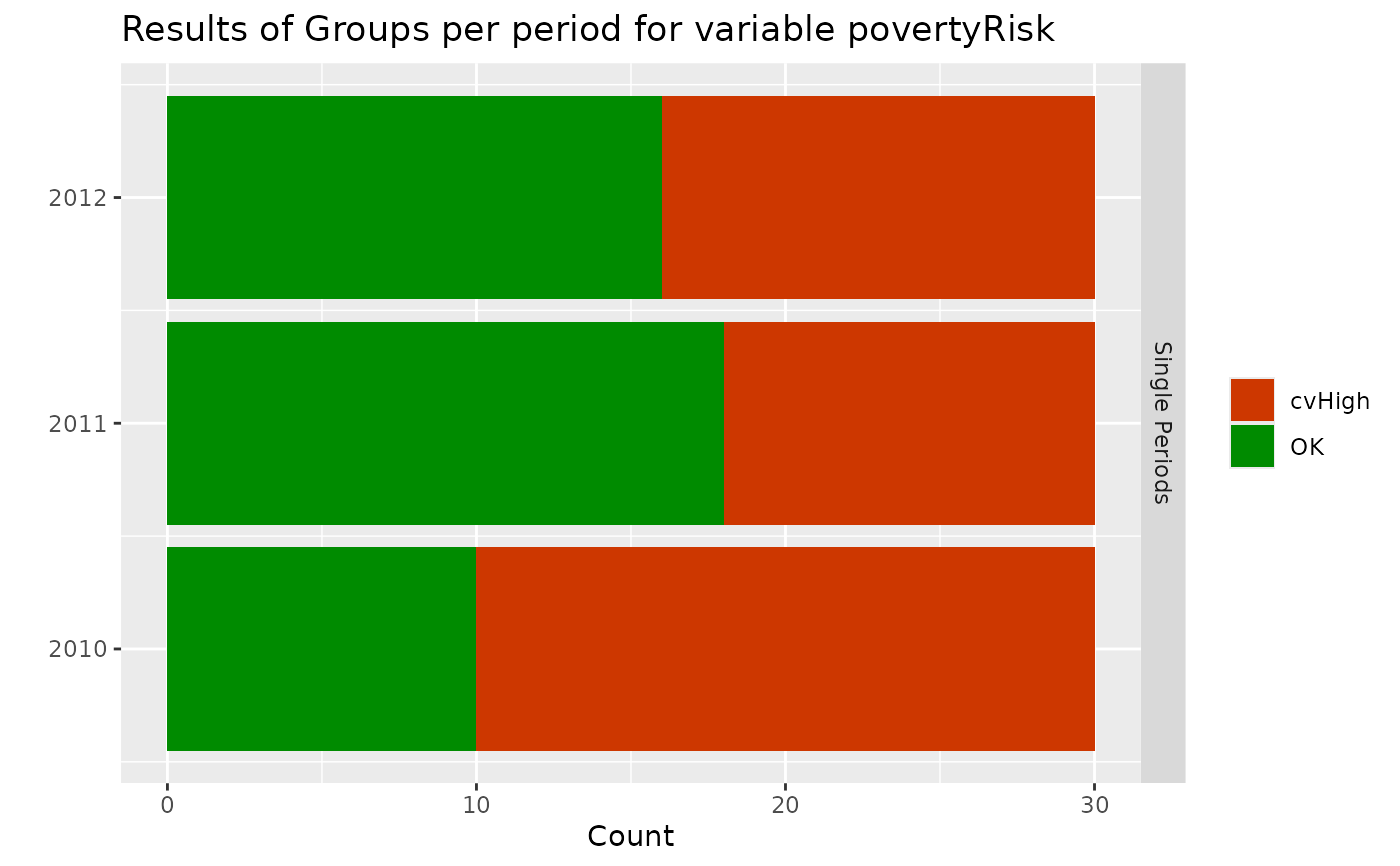 Results of Groups per period for variable povertyRisk
2012
2011
2010
Single Periods
cvHigh
OK
0
10
20
30
Count